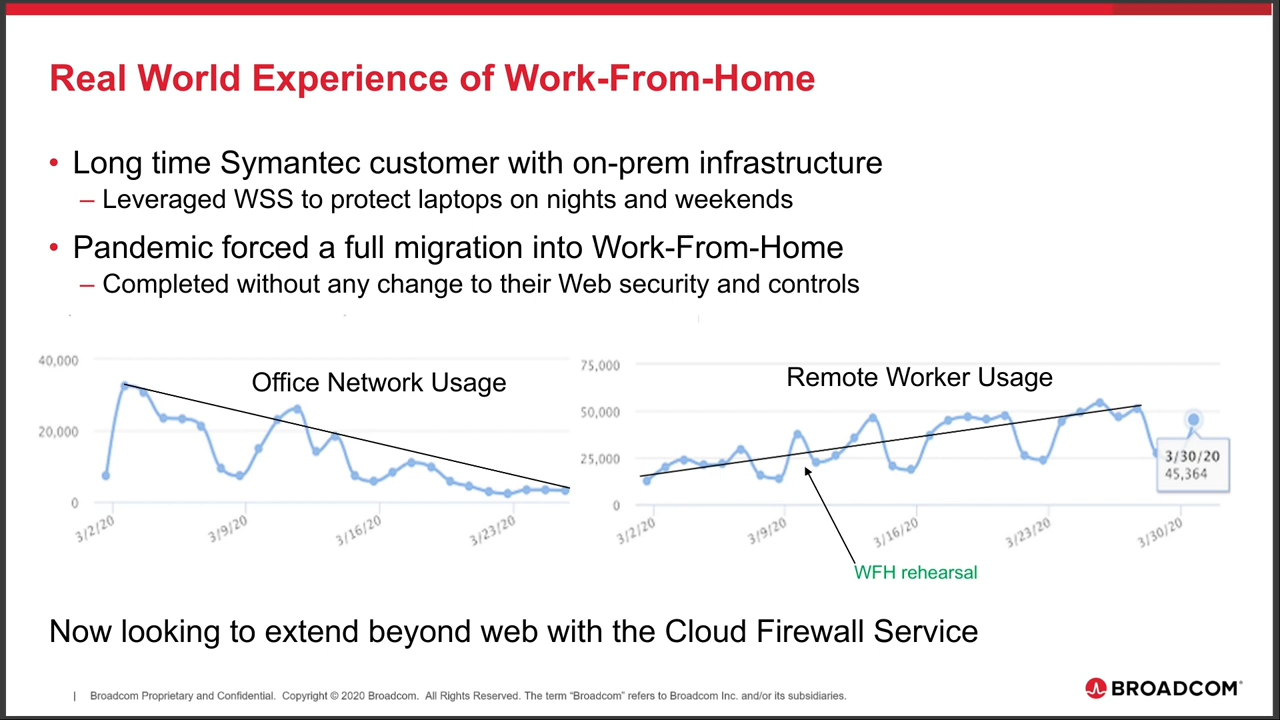 Real World Experience of Work-From-Home
• Long time Symantec customer with on-prem infrastructure
– Leveraged WSS to protect laptops on nights and weekends
• Pandemic forced a full migration into Work-From-Home
– Completed without any change to their Web security and controls
Office Network Usage
40,000
20,000
0
3/2/20
3/9/20
3/16/20
3/23/20
Remote Worker Usage
75,000
50,000
25,000
0
3/30/20
45,364
3/2/20
3/9/20
3/16/20
3/23/20
3/30/20
WFH rehearsal
Now looking to extend beyond web with the Cloud Firewall Service
| Broadcom Proprietary and Confidential. Copyright © 2020 Broadcom. All Rights Reserved. The term “Broadcom” refers to Broadcom Inc. and/or its subsidiaries.
BROADCOM